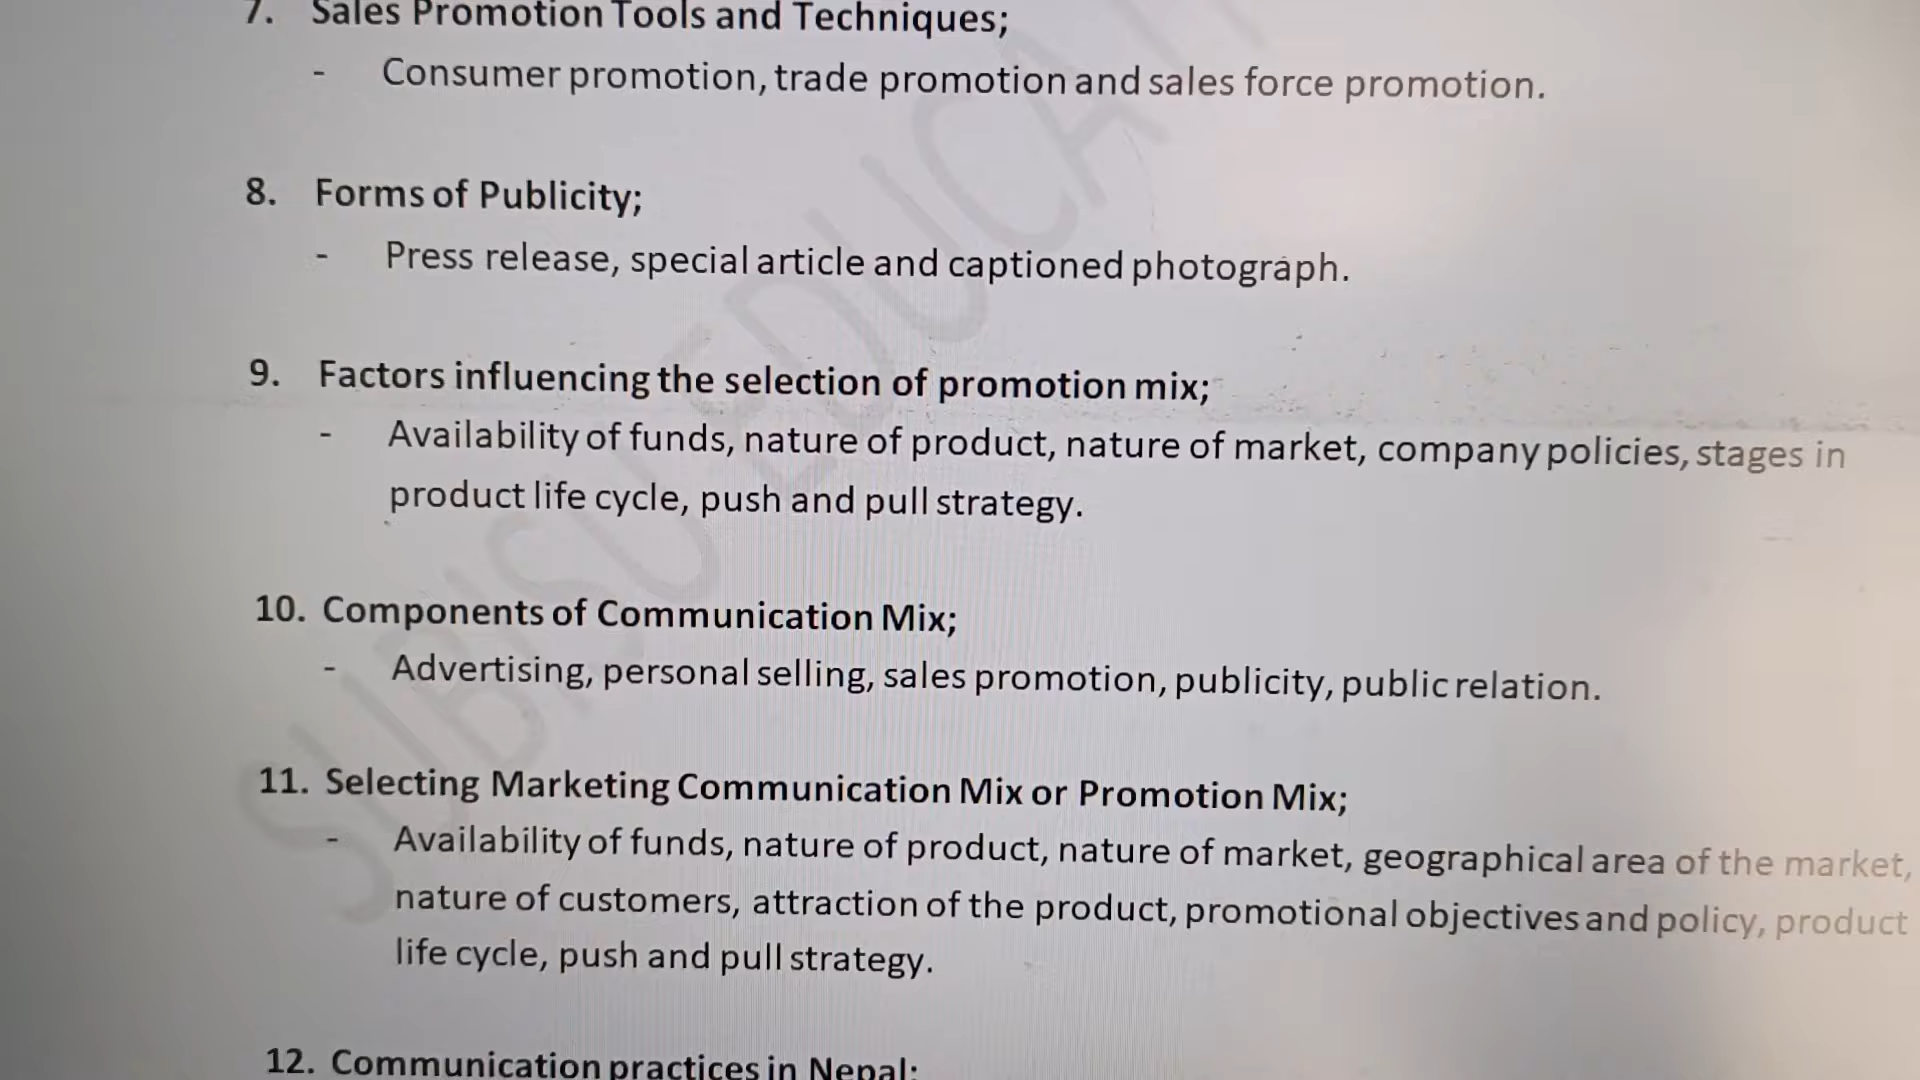 7. Sales Promotion Tools and Techniques;
- Consumer promotion, trade promotion and sales force promotion.
8. Forms of Publicity;
- Press release, special article and captioned photograph.
9. Factors influencing the selection of promotion mix;
- Availability of funds, nature of product, nature of market, company policies, stages in
product life cycle, push and pull strategy.
10. Components of Communication Mix;
- Advertising, personal selling, sales promotion, publicity, public relation.
11. Selecting Marketing Communication Mix or Promotion Mix;
- Availability of funds, nature of product, nature of market, geographical area of the market,
nature of customers, attraction of the product, promotional objectives and policy, product
life cycle, push and pull strategy.
12. Communication practices in Nepal;